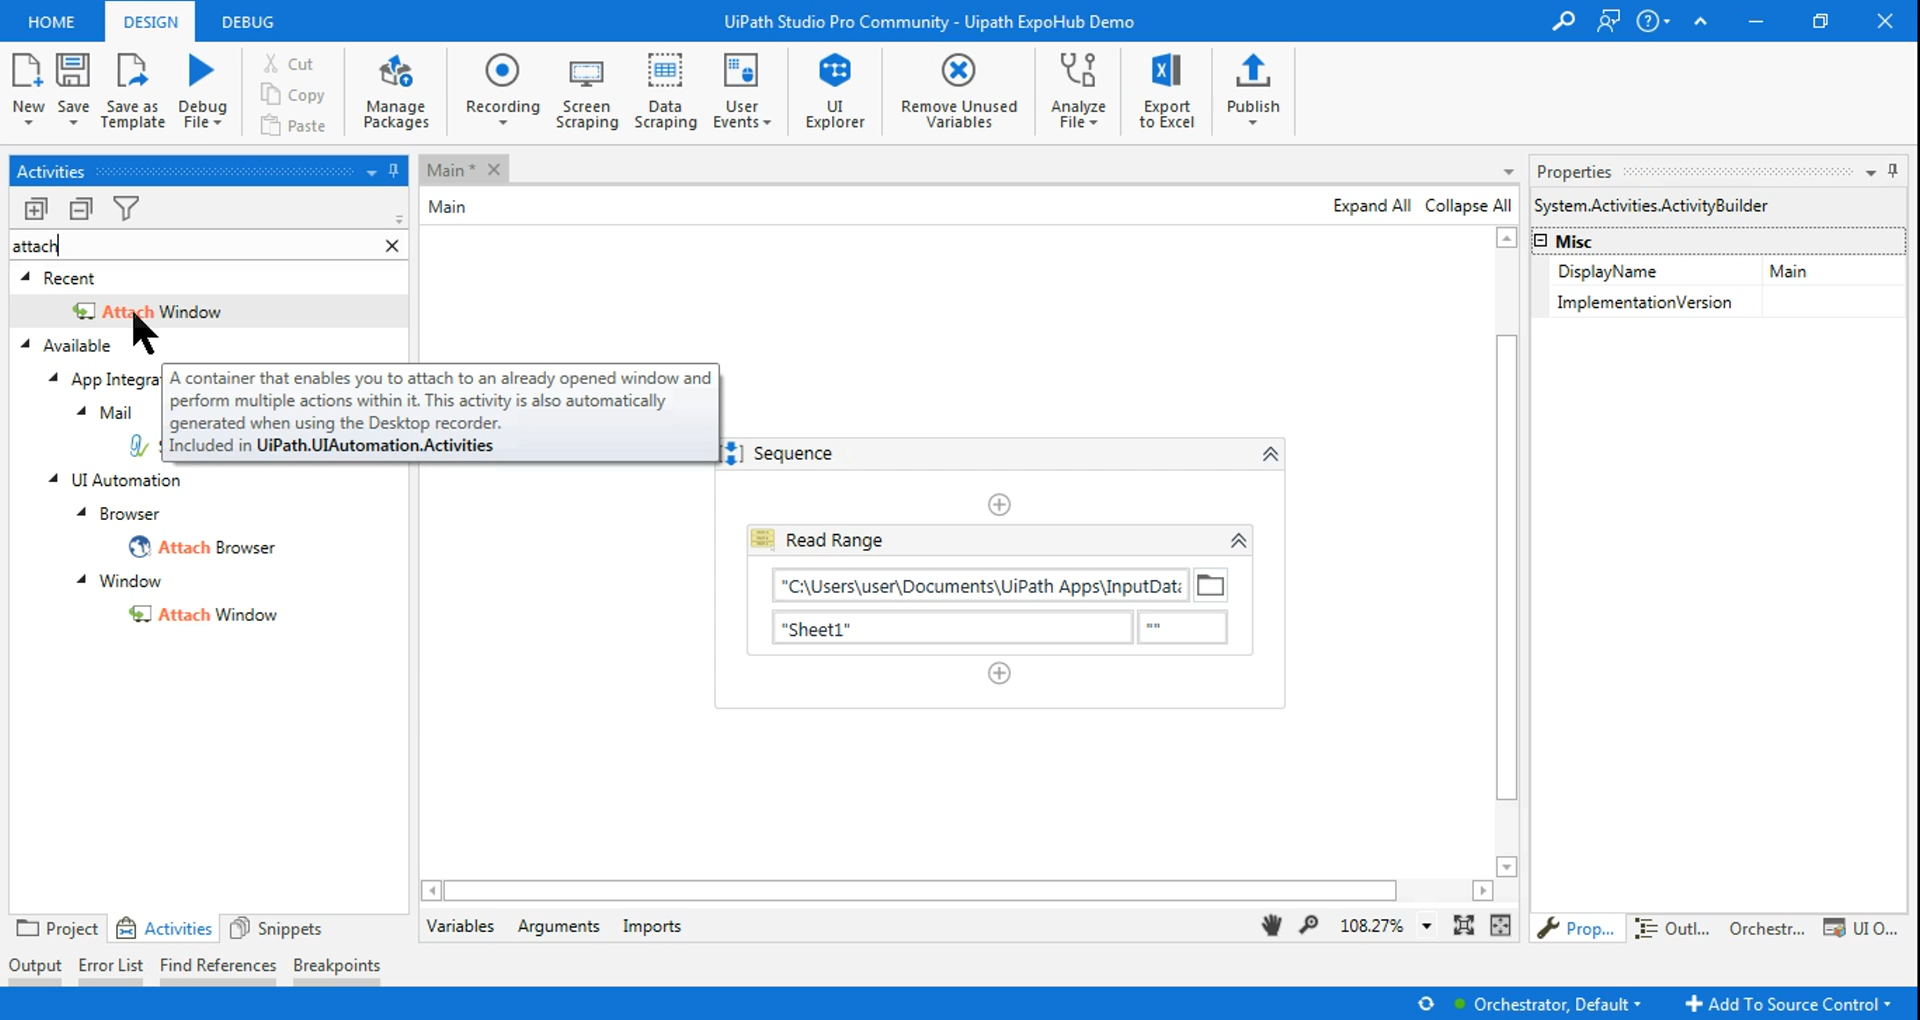 HOME DESIGN DEBUG
UiPath Studio Pro Community - Uipath ExpoHub Demo
New
Save
Save as
Template
Debug
File
Cut
Copy
Paste
Manage
Packages
Recording
Screen
Scraping
Data
Scraping
User
Events
UI
Explorer
Remove Unused
Variables
Analyze
File
Export
to Excel
Publish
Activities
attach
Recent
Attach Window
Available
App Integra
Mail
A container that enables you to attach to an already opened window and
perform multiple actions within it. This activity is also automatically
generated when using the Desktop recorder.
Included in UiPath.UIAutomation.Activities
UI Automation
Browser
Attach Browser
Window
Attach Window
Main *
Main
Expand All Collapse All
Sequence
Read Range
"C:\Users\user\Documents\UiPath Apps\InputData
"Sheet1"
""
Properties
System.Activities.ActivityBuilder
Misc
DisplayName Main
ImplementationVersion
Project Activities Snippets
Variables Arguments Imports
108.27%
Prop... Outl... Orchestr... UI O...
Output Error List Find References Breakpoints
Orchestrator, Default
Add To Source Control